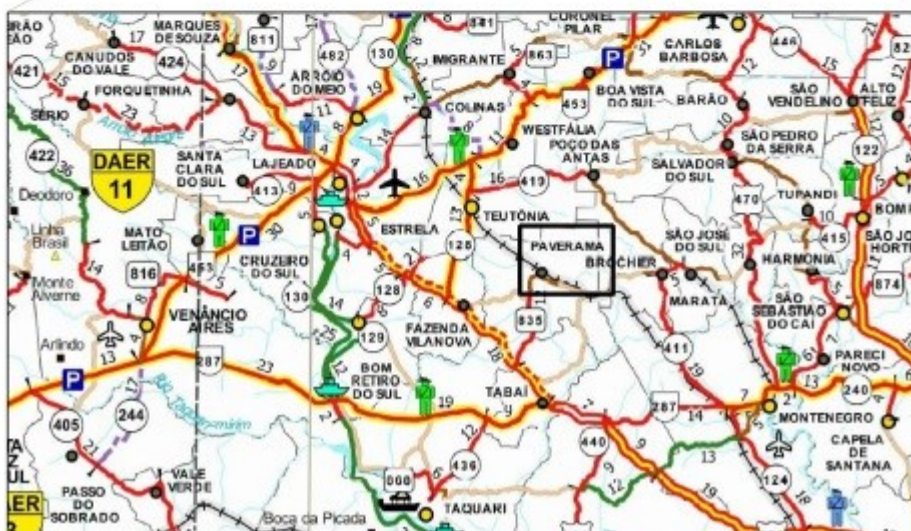 MARQUES
DE SOUZA
811
482
130
881
IMIGRANTE
863
CORONEL
PILAR
P
CARLOS
BARBOSA
446
CANUDOS
DO VALE
424
421
FORQUETINHA
ARROIO
DO MEIO
COLINAS
453
BOA VISTA
DO SUL
BARÃO
SÃO
VENDELINO
ALTO
FELIZ
SÉRIO
WESTFÁLIA
POÇO DAS
ANTAS
SÃO PEDRO
DA SERRA
122
422
DAER
11
SANTA
CLARA
DO SUL
LAJEADO
413
419
SALVADOR
DO SUL
TUPANDI
Deodoro
TEUTÔNIA
470
415
Linha
Brasil
MATO
LEITÃO
P
ESTRELA
128
PAVERAMA
BROCHIER
SÃO JOSÉ
DO SUL
HARMONIA
Monte
Alverne
816
453
CRUZEIRO
DO SUL
130
128
MARATÁ
SÃO
SEBASTIÃO
DO CAÍ
874
VENÂNCIO
AIRES
129
FAZENDA
VILANOVA
835
411
Arlindo
P
287
BOM
RETIRO
DO SUL
TABAÍ
PARECI
NOVO
240
287
MONTENEGRO
405
244
436
440
CAPELA
DE
SANTANA
PASSO
DO
SOBRADO
VALE
VERDE
TAQUARI
124
Boca da Picada